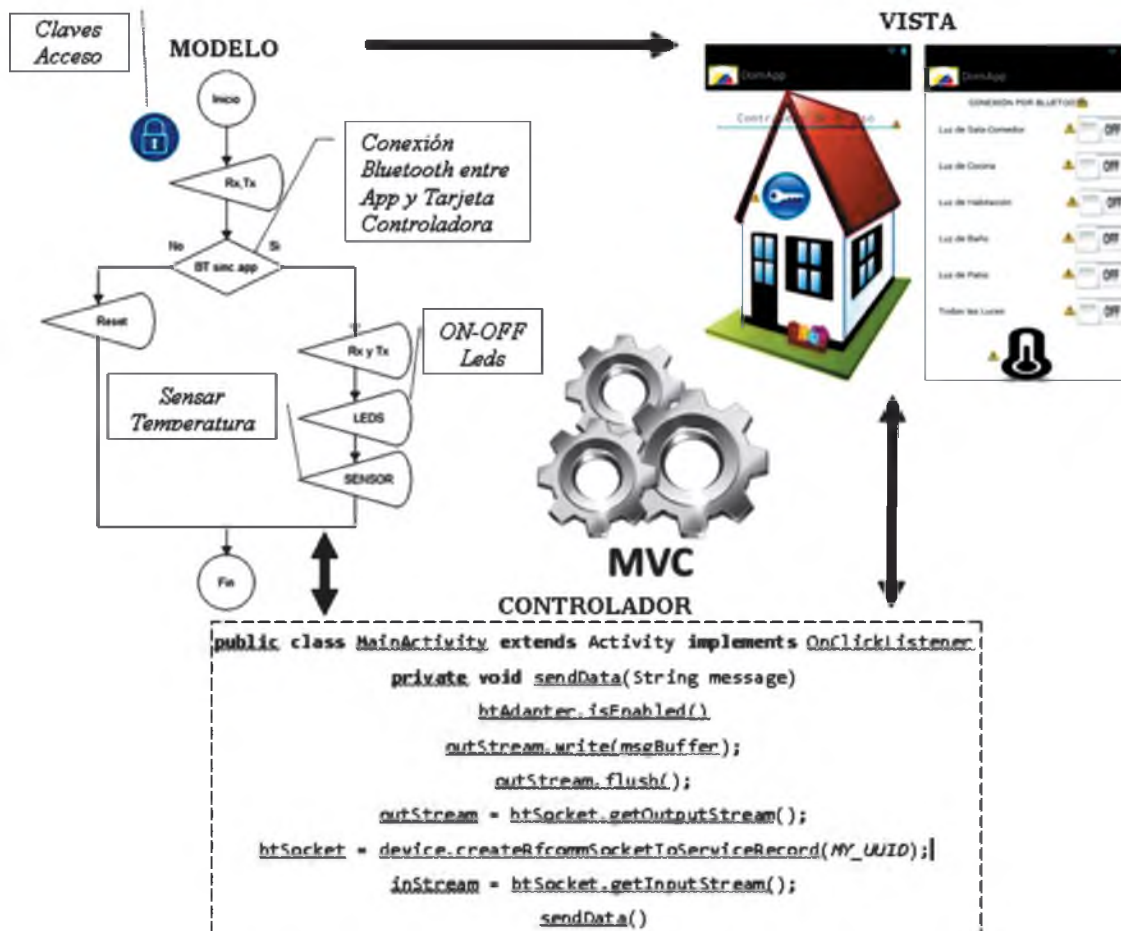 Claves
Acceso
MODELO
Inicio
Rx,Tx
Conexión
Bluetooth entre
App y Tarjeta
Controladora
No
Si
BT sinc app
Reset
Rx y Tx
ON-OFF
Leds
Sensar
Temperatura
LEDS
SENSOR
Fin
VISTA
DomApp
DomApp
CONEXIÓN POR BLUETOO
Luz de Sala-Comedor
OFF
Luz de Cocina
OFF
Luz de Habitación
OFF
Luz de Baño
OFF
Luz de Patio
OFF
Todas las Luces
OFF
MVC
CONTROLADOR
public class MainActivity extends Activity implements OnClickListener
private void sendData(String message)
btAdapter.isEnabled()
outStream.write(msgBuffer);
outStream.flush();
outStream = btSocket.getOutputStream();
btSocket = device.createRfcommSocketToServiceRecord(MY_UUID);
inStream = btSocket.getInputStream();
sendData()